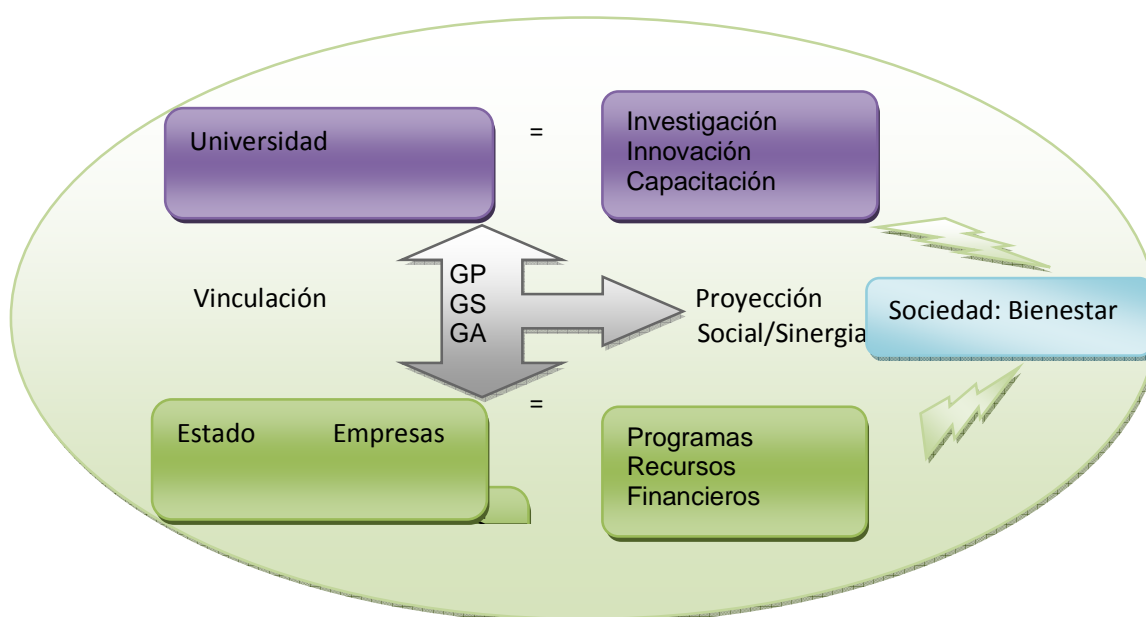 Universidad
=
Investigación
Innovación
Capacitación
Vinculación
GP
GS
GA
Proyección
Social/Sinergia
Sociedad: Bienestar
Estado Empresas
=
Programas
Recursos
Financieros